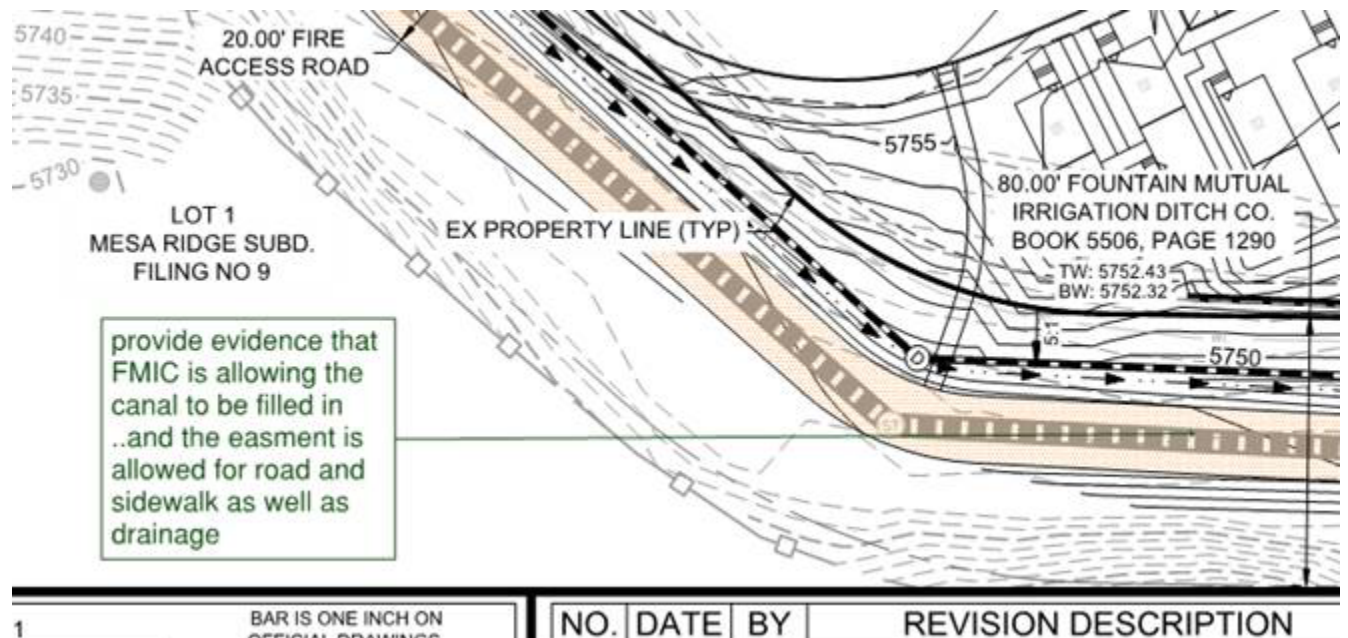 5740
20.00' FIRE
ACCESS ROAD
5735
5755
5730
80.00' FOUNTAIN MUTUAL
IRRIGATION DITCH CO.
BOOK 5506, PAGE 1290
LOT 1
MESA RIDGE SUBD.
FILING NO 9
EX PROPERTY LINE (TYP)
TW: 5752.43
BW: 5752.32
5:1
5750
D
ST
provide evidence that
FMIC is allowing the
canal to be filled in
..and the easment is
allowed for road and
sidewalk as well as
drainage
1
BAR IS ONE INCH ON
OFFICIAL DRAWINGS
NO. DATE BY REVISION DESCRIPTION